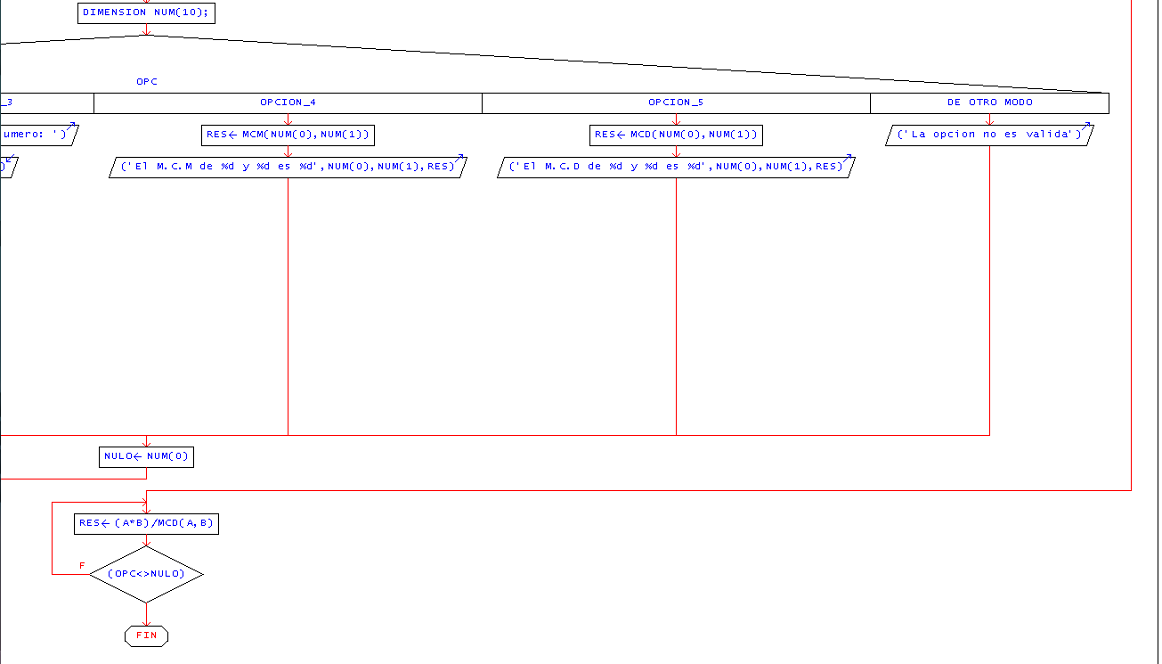 DIMENSION NUM(10);
OPC
_3
OPCION_4
OPCION_5
DE OTRO MODO
umero: ')
RES← MCM(NUM(0),NUM(1))
RES← MCD(NUM(0),NUM(1))
('La opcion no es valida')
)
('El M.C.M de %d y %d es %d',NUM(0),NUM(1),RES)
('El M.C.D de %d y %d es %d',NUM(0),NUM(1),RES)
NULO← NUM(0)
RES← (A*B)/MCD(A,B)
F
(OPC<>NULO)
FIN